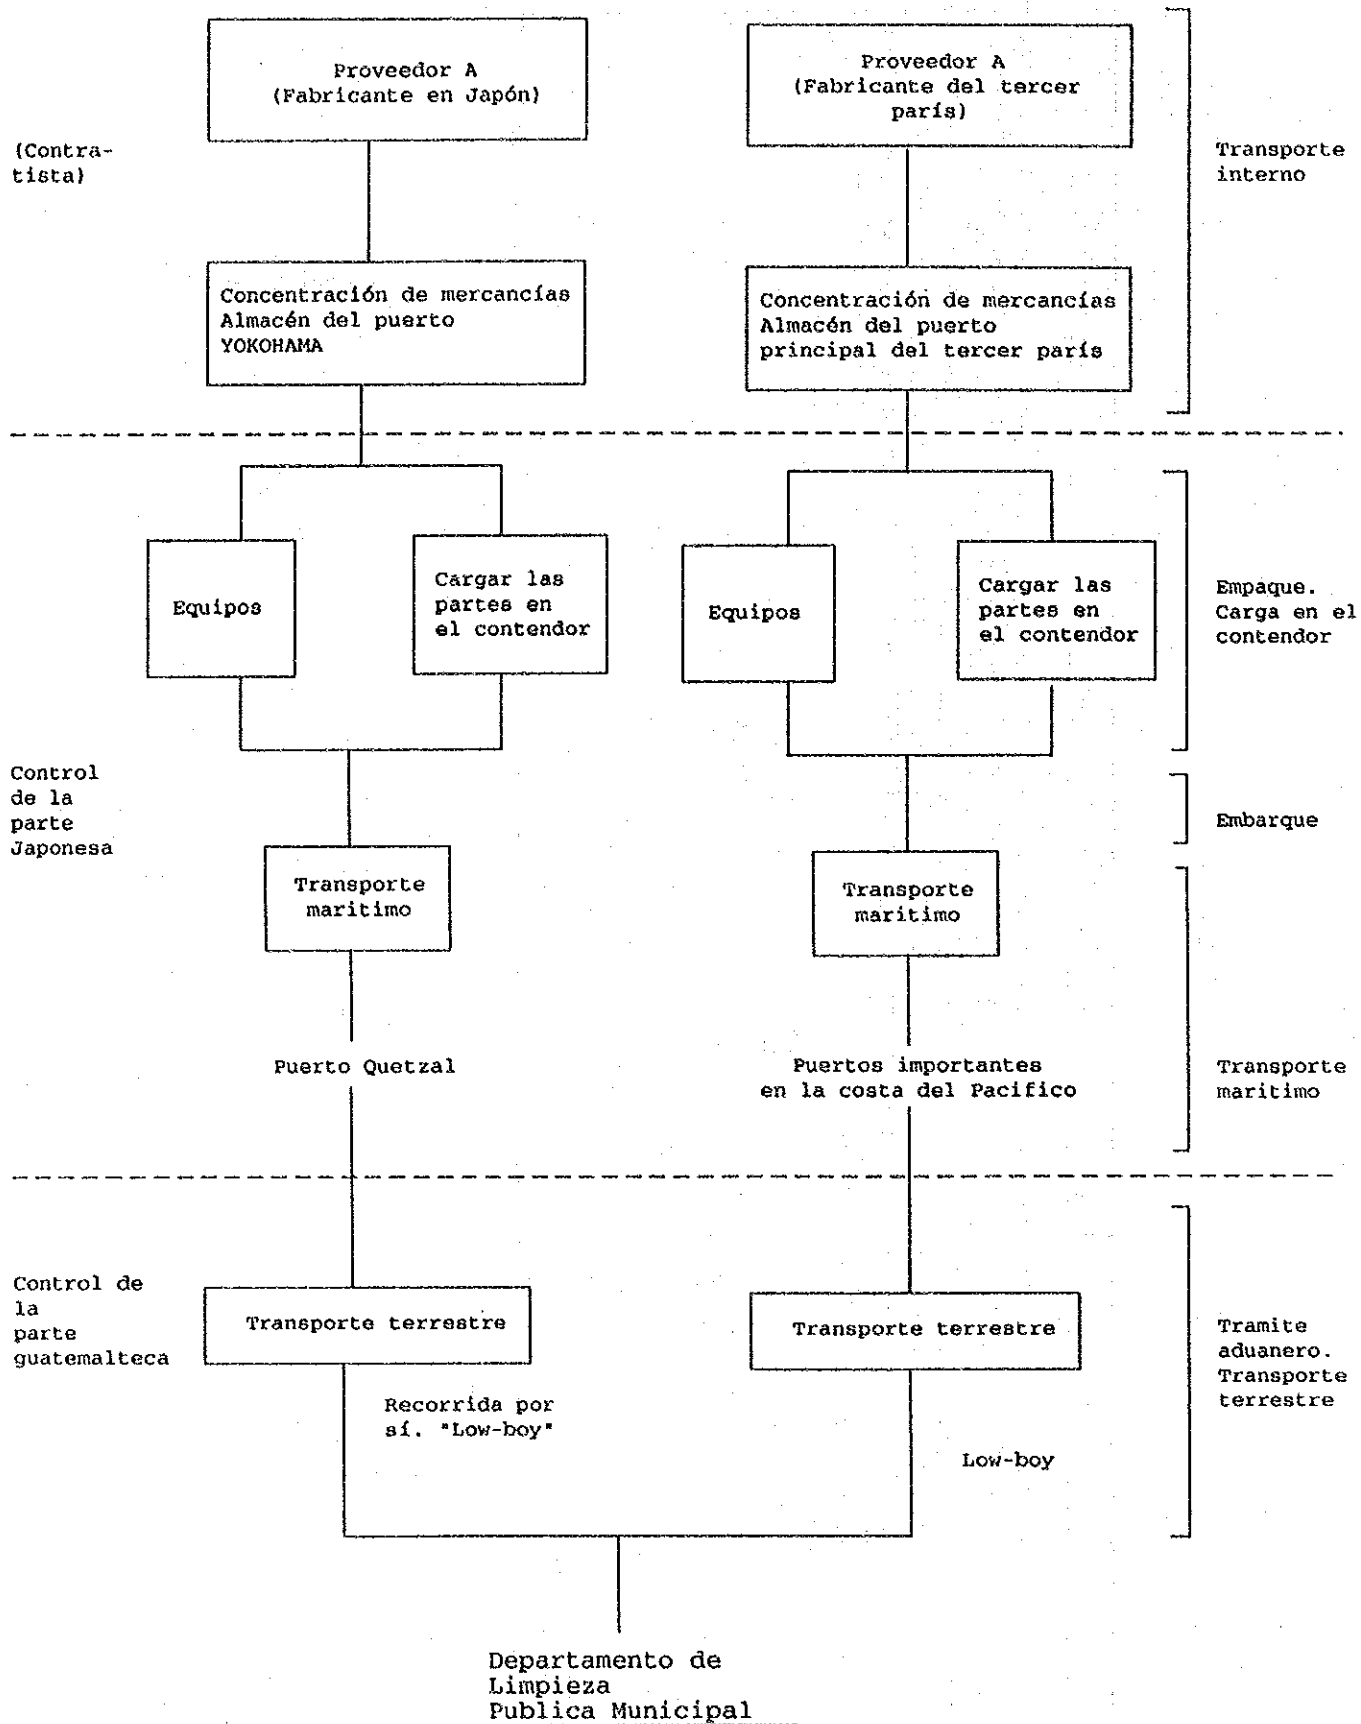 Proveedor A
(Fabricante en Japón)
Proveedor A
(Fabricante del tercer
parís)
(Contra-
tista)
Transporte
interno
Concentración de mercancías
Almacén del puerto
YOKOHAMA
Concentración de mercancías
Almacén del puerto
principal del tercer parís
Equipos
Cargar las
partes en
el contendor
Equipos
Cargar las
partes en
el contendor
Empaque.
Carga en el
contendor
Control
de la
parte
Japonesa
Embarque
Transporte
maritimo
Transporte
maritimo
Puerto Quetzal
Puertos importantes
en la costa del Pacifico
Transporte
maritimo
Control de
la
parte
guatemalteca
Transporte terrestre
Transporte terrestre
Tramite
aduanero.
Transporte
terrestre
Recorrida por
sí. "Low-boy"
Low-boy
Departamento de
Limpieza
Publica Municipal